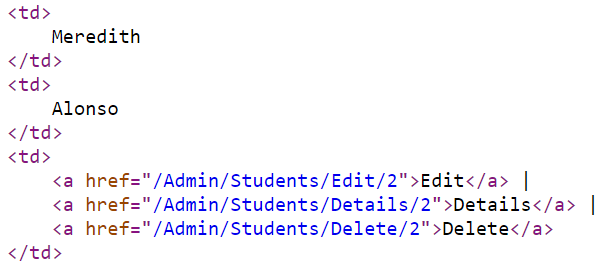 <td>
    Meredith
</td>
<td>
    Alonso
</td>
<td>
    <a href="/Admin/Students/Edit/2">Edit</a> |
    <a href="/Admin/Students/Details/2">Details</a> |
    <a href="/Admin/Students/Delete/2">Delete</a>
</td>